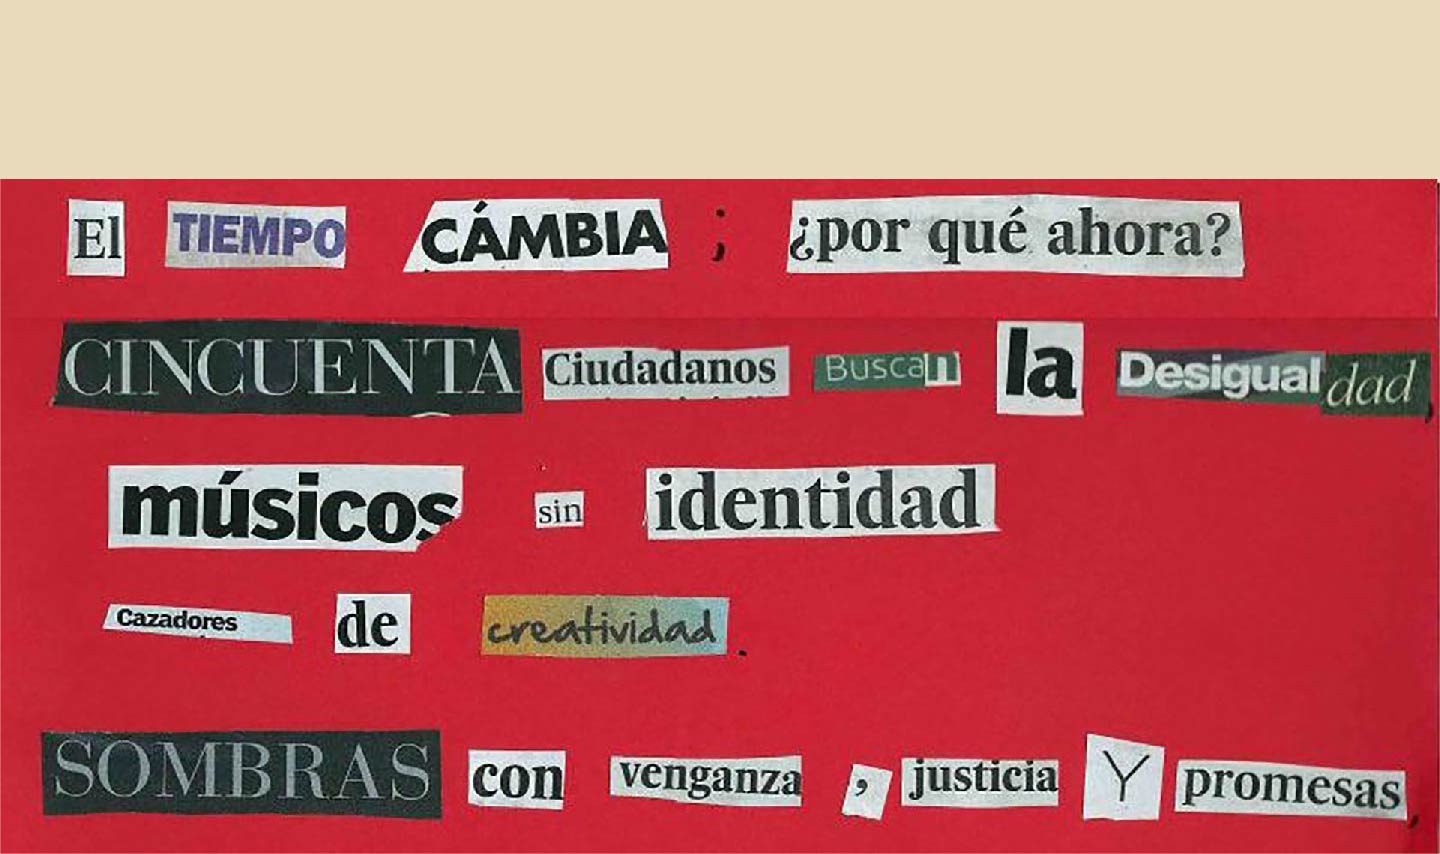 El TIEMPO CÁMBIA ; ¿por qué ahora?
CINCUENTA Ciudadanos Buscan la Desigualdad,
músicos sin identidad
Cazadores de creatividad.
SOMBRAS con venganza , justicia Y promesas,